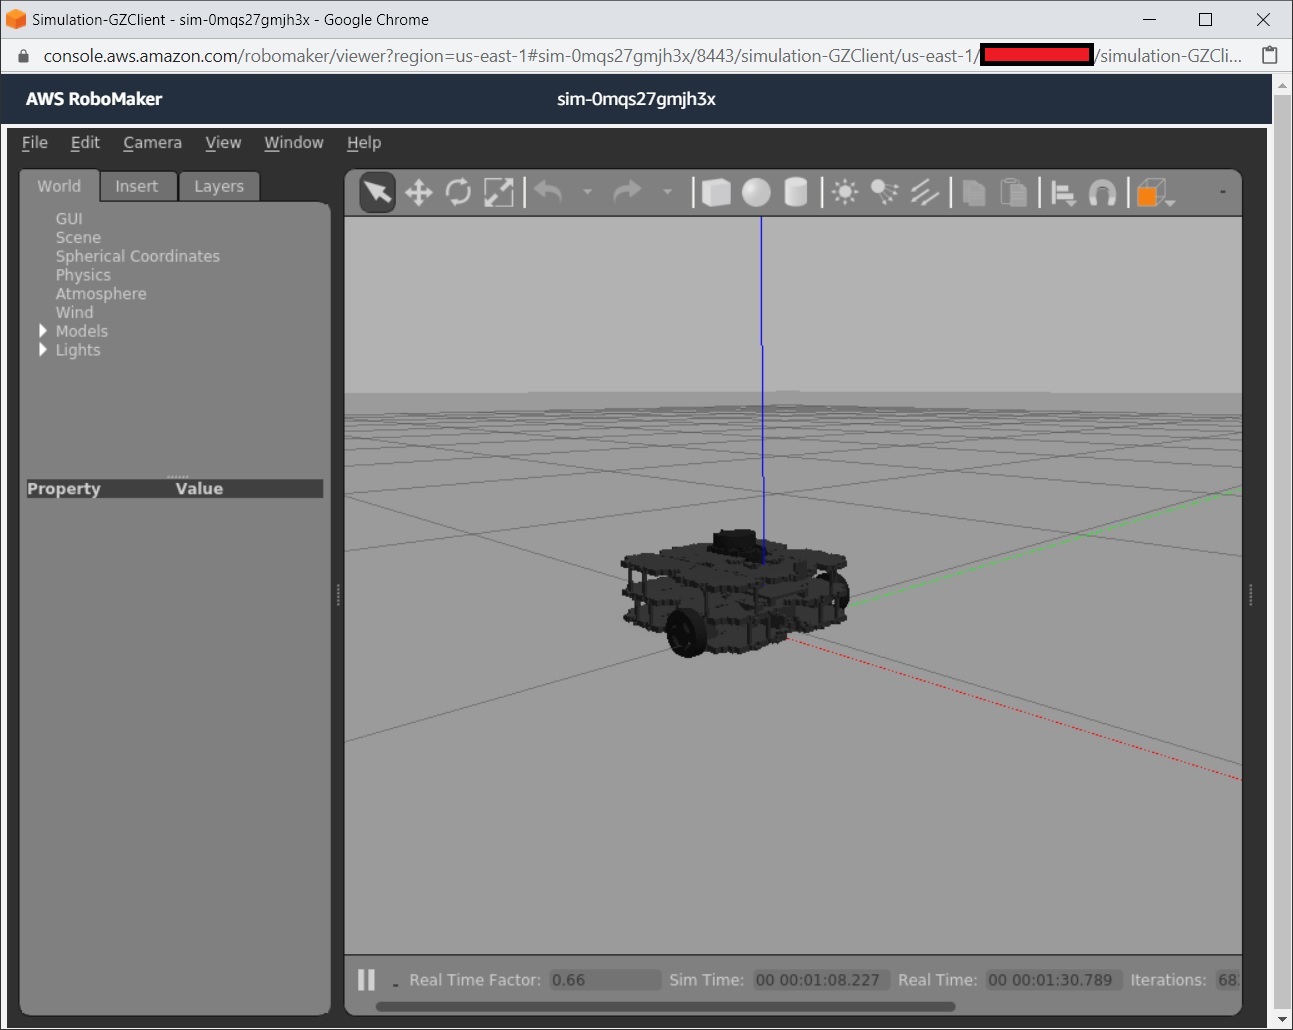 Simulation-GZClient - sim-0mqs27gmjh3x - Google Chrome
console.aws.amazon.com/robomaker/viewer?region=us-east-1#sim-0mqs27gmjh3x/8443/simulation-GZClient/us-east-1/ /simulation-GZCli...
AWS RoboMaker sim-0mqs27gmjh3x
File Edit Camera View Window Help
World Insert Layers
GUI
Scene
Spherical Coordinates
Physics
Atmosphere
Wind
Models
Lights
Property Value
Real Time Factor: 0.66 Sim Time: 00 00:01:08.227 Real Time: 00 00:01:30.789 Iterations: 68